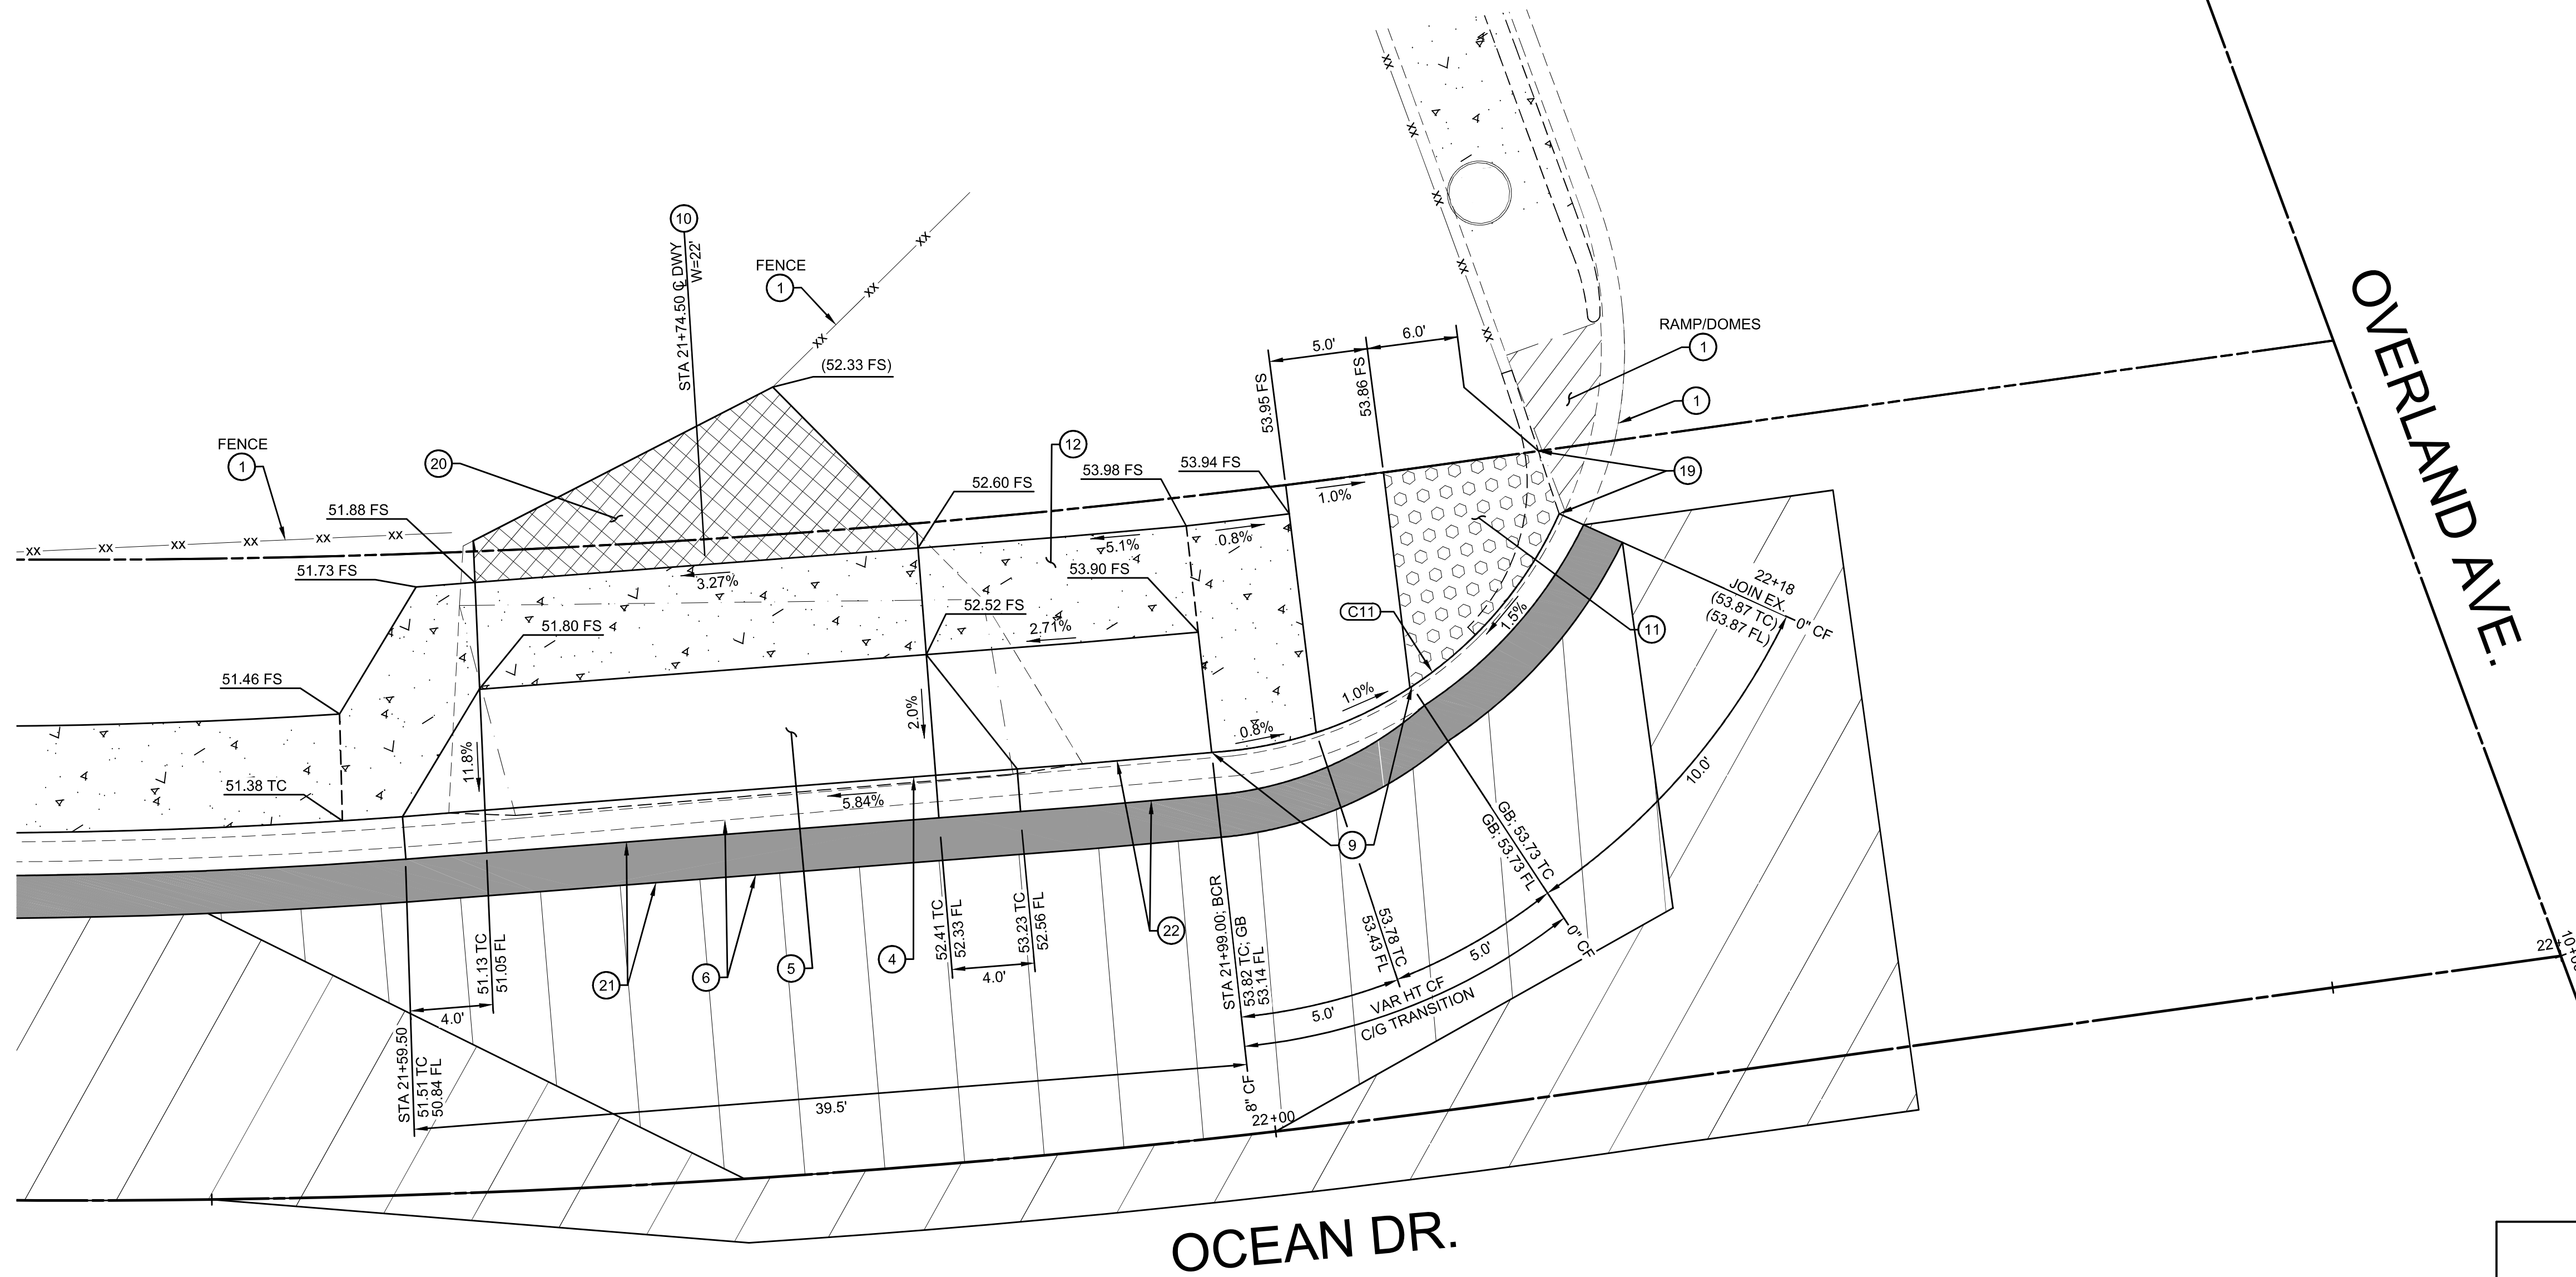 10
STA 21+74.50 ℄ DWY
W=22'
FENCE
1
(52.33 FS)
FENCE
1
20
12
51.88 FS
51.73 FS
52.60 FS
53.98 FS
53.94 FS
53.95 FS
53.86 FS
5.0'
6.0'
RAMP/DOMES
1
1
19
OVERLAND AVE.
3.27%
5.1%
0.8%
1.0%
53.90 FS
52.52 FS
51.80 FS
2.71%
C11
1.5%
11
22+18
JOIN EX.
(53.87 TC)
(53.87 FL)
0" CF
51.46 FS
51.38 TC
11.8%
2.0%
5.84%
0.8%
1.0%
9
10.0'
GB; 53.73 TC
GB; 53.73 FL
0" CF
21
6
5
4
22
51.13 TC
51.05 FL
52.41 TC
52.33 FL
53.23 TC
52.56 FL
4.0'
4.0'
STA 21+99.00; BCR
53.82 TC; GB
53.14 FL
8" CF
53.78 TC
53.43 FL
5.0'
5.0'
VAR HT CF
C/G TRANSITION
STA 21+59.50
51.51 TC
50.84 FL
39.5'
22+00
OCEAN DR.